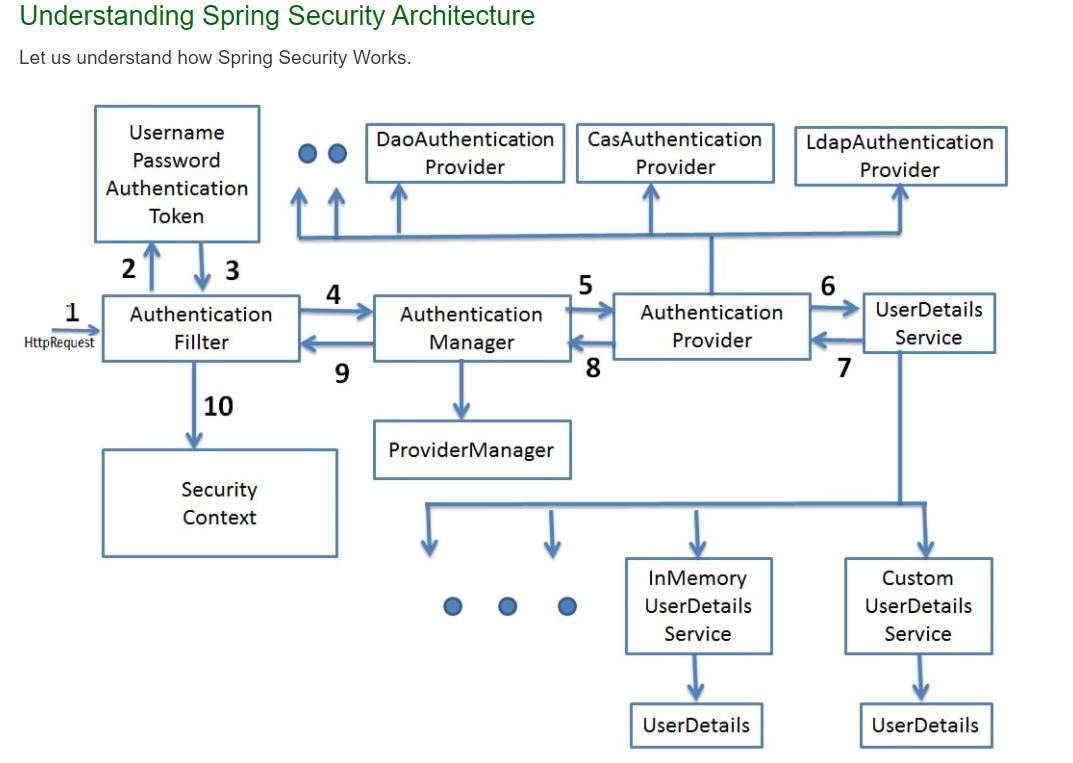 Understanding Spring Security Architecture
Let us understand how Spring Security Works.
Username
Password
Authentication
Token
DaoAuthentication
Provider
CasAuthentication
Provider
LdapAuthentication
Provider
2
3
1
HttpRequest
Authentication
Fillter
4
9
Authentication
Manager
5
8
Authentication
Provider
6
7
UserDetails
Service
10
Security
Context
ProviderManager
InMemory
UserDetails
Service
Custom
UserDetails
Service
UserDetails
UserDetails